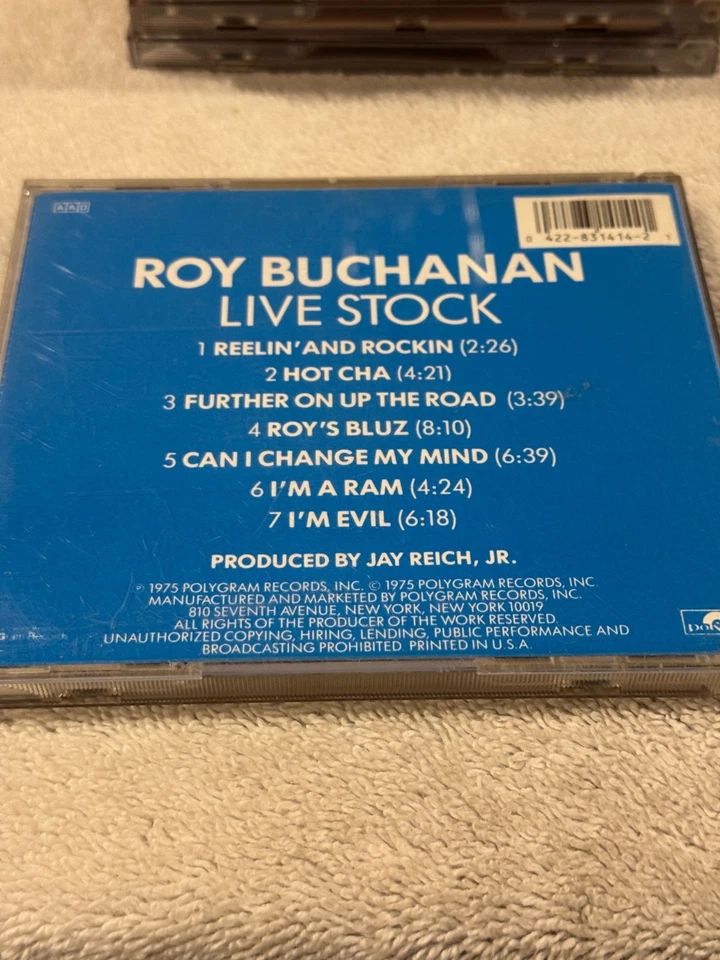 AAD
0 422-831414-2 1
ROY BUCHANAN
LIVE STOCK
1 REELIN' AND ROCKIN (2:26)
2 HOT CHA (4:21)
3 FURTHER ON UP THE ROAD (3:39)
4 ROY'S BLUZ (8:10)
5 CAN I CHANGE MY MIND (6:39)
6 I'M A RAM (4:24)
7 I'M EVIL (6:18)
PRODUCED BY JAY REICH, JR.
℗ 1975 POLYGRAM RECORDS, INC. © 1975 POLYGRAM RECORDS, INC
MANUFACTURED AND MARKETED BY POLYGRAM RECORDS, INC.
810 SEVENTH AVENUE, NEW YORK, NEW YORK 10019
ALL RIGHTS OF THE PRODUCER OF THE WORK RESERVED.
UNAUTHORIZED COPYING, HIRING, LENDING, PUBLIC PERFORMANCE AND
BROADCASTING PROHIBITED PRINTED IN U.S.A.